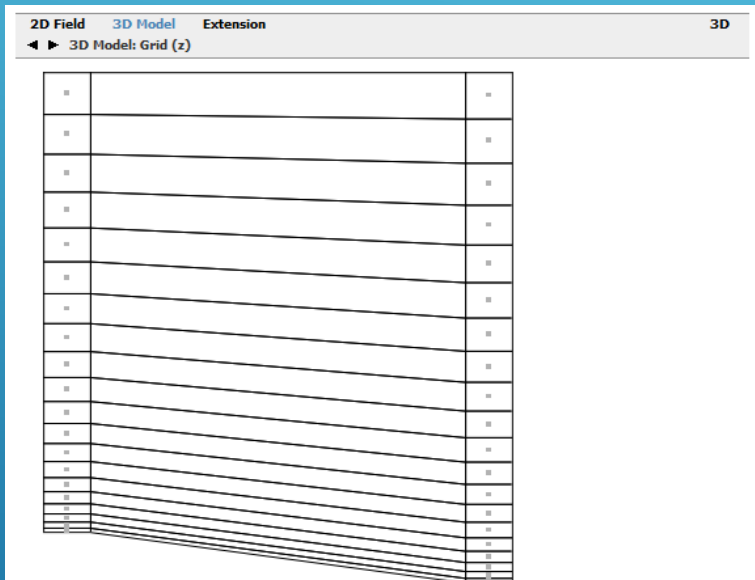 2D Field 3D Model Extension 3D
◄ ► 3D Model: Grid (z)